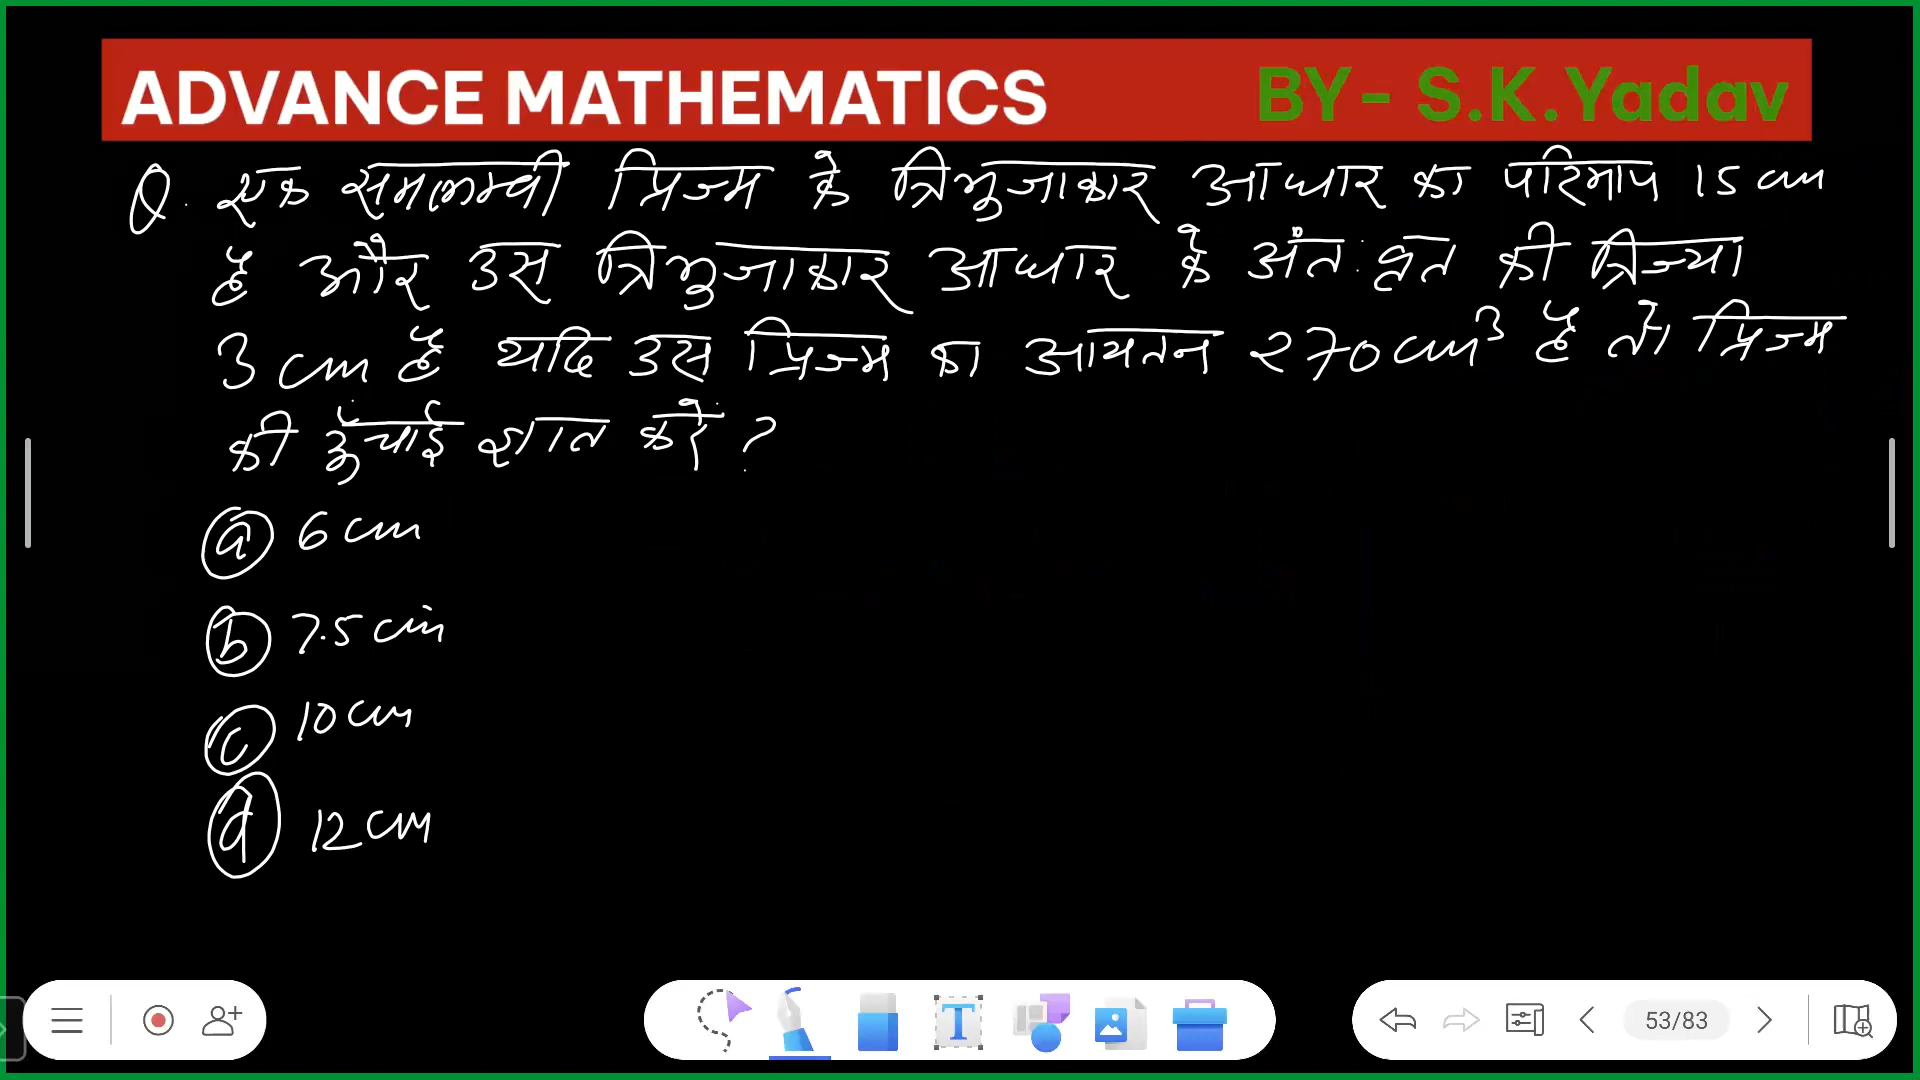 ADVANCE MATHEMATICS BY- S.K.Yadav
Q. एक समलम्बी प्रिज्म के त्रिभुजाकार आधार का परिमाप 15 cm
है और उस त्रिभुजाकार आधार के अंत:वृत की त्रिज्या
3 cm है यदि उस प्रिज्म का आयतन 270 cm³ है तो प्रिज्म
की ऊँचाई ज्ञात करें ?
(a) 6 cm
(b) 7.5 cm
(c) 10 cm
(d) 12 cm
53/83